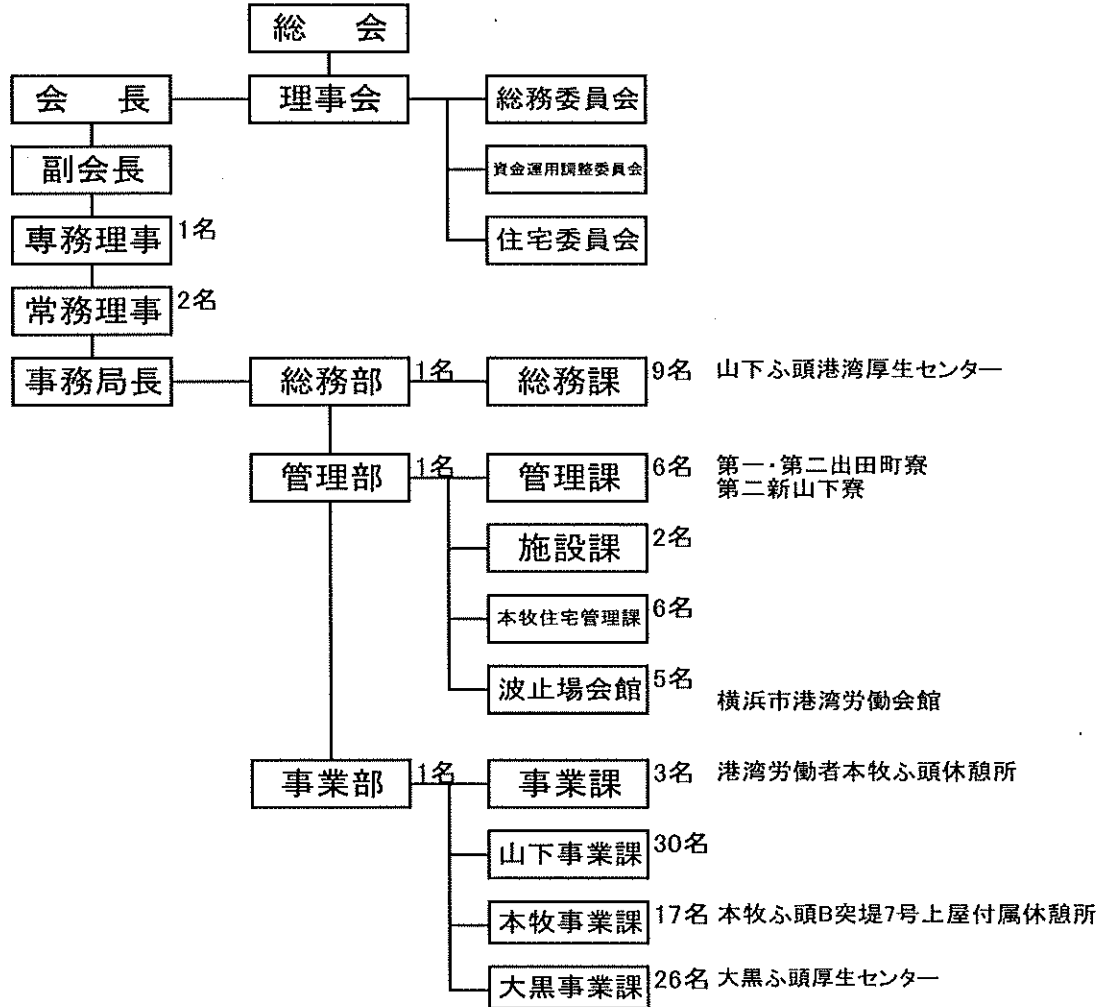 総　会
会　長
理事会
総務委員会
副会長
資金運用調整委員会
専務理事 1名
住宅委員会
常務理事 2名
事務局長
総務部 1名
総務課 9名 山下ふ頭港湾厚生センター
管理部 1名
管理課 6名 第一・第二出田町寮
第二新山下寮
施設課 2名
本牧住宅管理課 6名
波止場会館 5名
横浜市港湾労働会館
事業部 1名
事業課 3名 港湾労働者本牧ふ頭休憩所
山下事業課 30名
本牧事業課 17名 本牧ふ頭B突堤7号上屋付属休憩所
大黒事業課 26名 大黒ふ頭厚生センター